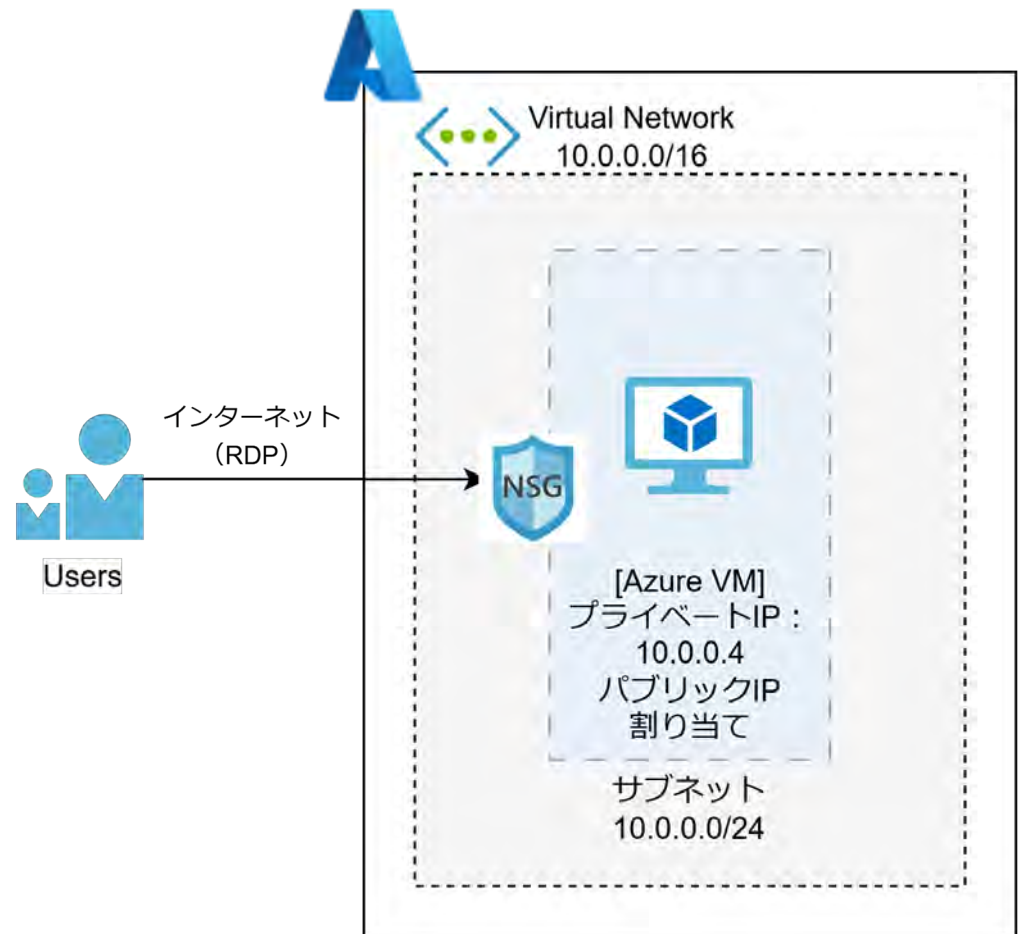 Virtual Network
10.0.0.0/16
インターネット
（RDP）
NSG
Users
[Azure VM]
プライベートIP：
10.0.0.4
パブリックIP
割り当て
サブネット
10.0.0.0/24